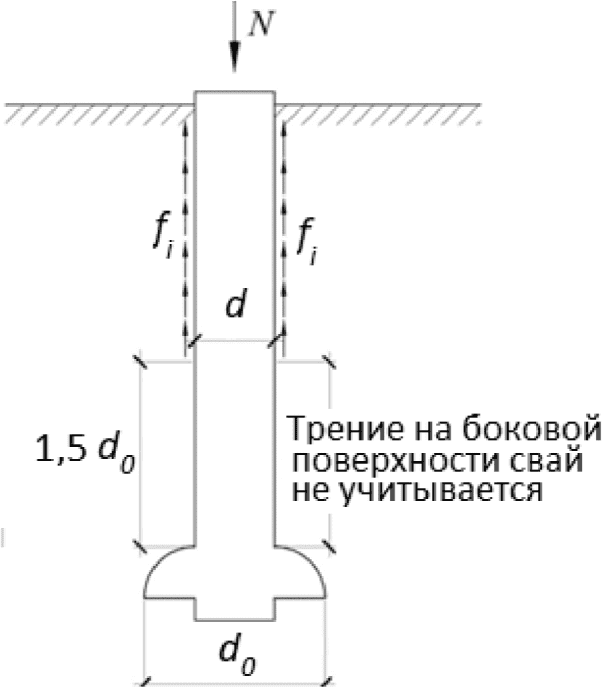 N
f i
f i
d
1,5 d 0
Трение на боковой
поверхности свай
не учитывается
d 0